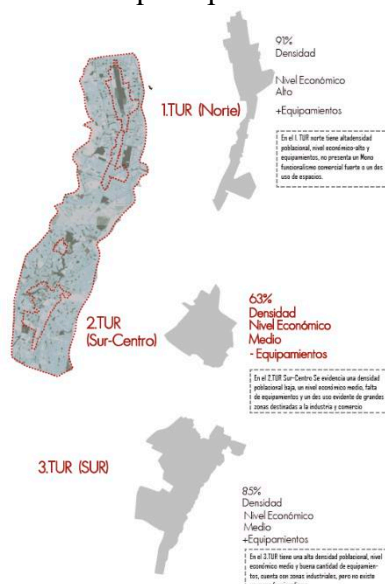 91%
Densidad
Nivel Económico
Alto
+Equipamientos
1.TUR (Norte)
En el 1. TUR norte tiene altadensidad
poblacional, nivel económico-alto y
equipamientos, no presenta un Mono
funcionalismo comercial fuerte o un des
uso de espacios.
63%
Densidad
Nivel Económico
Medio
- Equipamientos
2.TUR
(Sur-Centro)
En el 2.TUR Sur-Centro Se evidencia una densidad
poblacional baja, un nivel económico medio, falta
de equipamientos y un des uso evidente de grandes
zonas destinadas a la industria y comercio
3.TUR (SUR)
85%
Densidad
Nivel Económico
Medio
+Equipamientos
En el 3.TUR tiene una alta densidad poblacional, nivel
económico medio y buena cantidad de equipamien-
tos, cuenta con zonas industriales, pero no existe